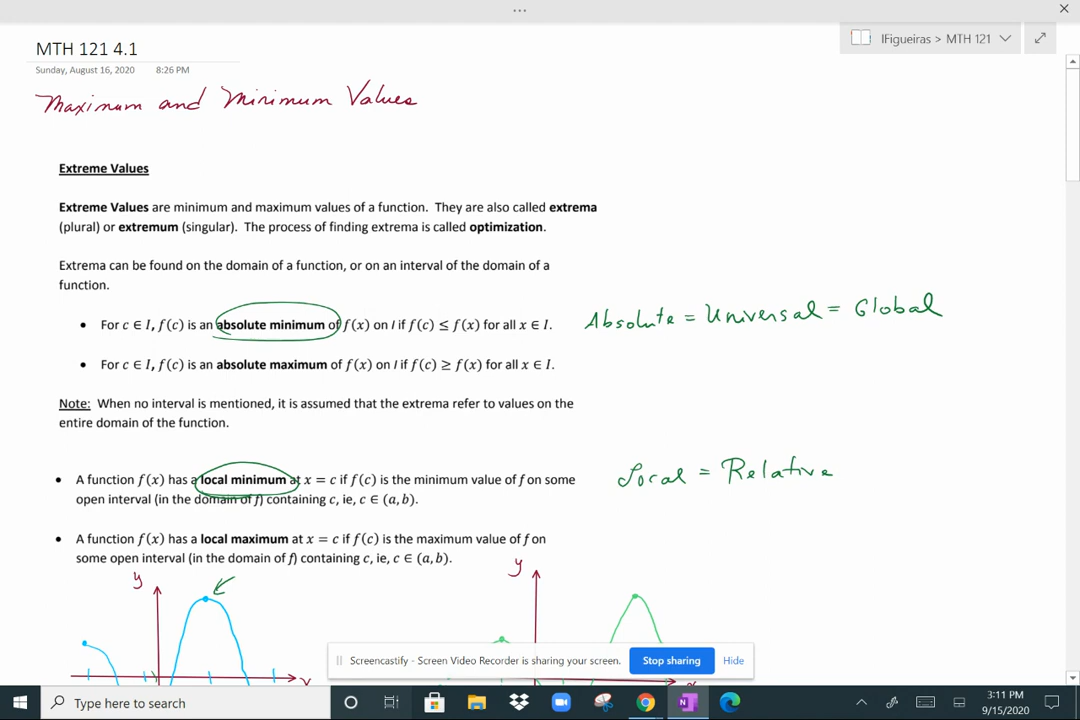 MTH 121 4.1
IFigueiras > MTH 121
Sunday, August 16, 2020 8:26 PM
Maximum and Minimum Values
Extreme Values
Extreme Values are minimum and maximum values of a function. They are also called extrema
(plural) or extremum (singular). The process of finding extrema is called optimization.
Extrema can be found on the domain of a function, or on an interval of the domain of a
function.
• For c ∈ I, f(c) is an absolute minimum of f(x) on I if f(c) ≤ f(x) for all x ∈ I.
Absolute = Universal = Global
• For c ∈ I, f(c) is an absolute maximum of f(x) on I if f(c) ≥ f(x) for all x ∈ I.
Note: When no interval is mentioned, it is assumed that the extrema refer to values on the
entire domain of the function.
• A function f(x) has a local minimum at x = c if f(c) is the minimum value of f on some
open interval (in the domain of f) containing c, ie, c ∈ (a, b).
Local = Relative
• A function f(x) has a local maximum at x = c if f(c) is the maximum value of f on
some open interval (in the domain of f) containing c, ie, c ∈ (a, b).
y
y
x
Screencastify - Screen Video Recorder is sharing your screen.
Stop sharing
Hide
Type here to search
3:11 PM
9/15/2020